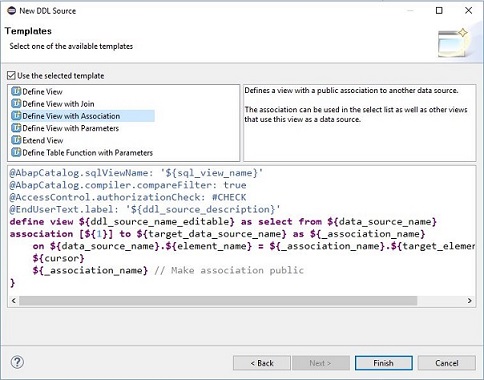 New DDL Source
Templates
Select one of the available templates
Use the selected template
Define View
Define View with Join
Define View with Association
Define View with Parameters
Extend View
Define Table Function with Parameters
Defines a view with a public association to another data source.
The association can be used in the select list as well as other views
that use this view as a data source.
@AbapCatalog.sqlViewName: '${sql_view_name}'
@AbapCatalog.compiler.compareFilter: true
@AccessControl.authorizationCheck: #CHECK
@EndUserText.label: '${ddl_source_description}'
define view ${ddl_source_name_editable} as select from ${data_source_name}
association [${1}] to ${target_data_source_name} as ${_association_name}
on ${data_source_name}.${element_name} = ${_association_name}.${target_elemen
${cursor}
${_association_name} // Make association public
}
< Back
Next >
Finish
Cancel